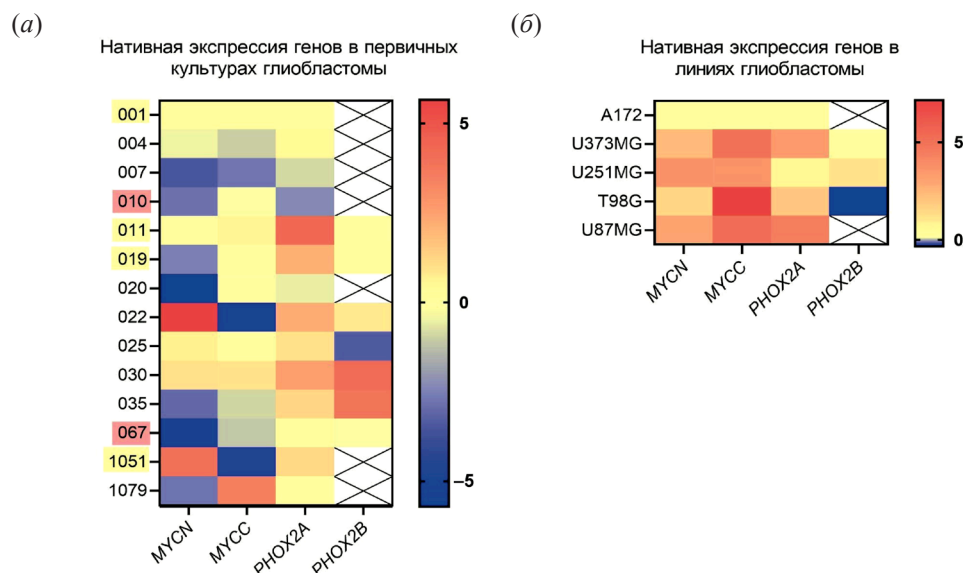 (а)
Нативная экспрессия генов в первичных
культурах глиобластомы
001
004
007
010
011
019
020
022
025
030
035
067
1051
1079
MYCN
MYCC
PHOX2A
PHOX2B
5
0
–5
(б)
Нативная экспрессия генов в
линиях глиобластомы
A172
U373MG
U251MG
T98G
U87MG
MYCN
MYCC
PHOX2A
PHOX2B
5
0